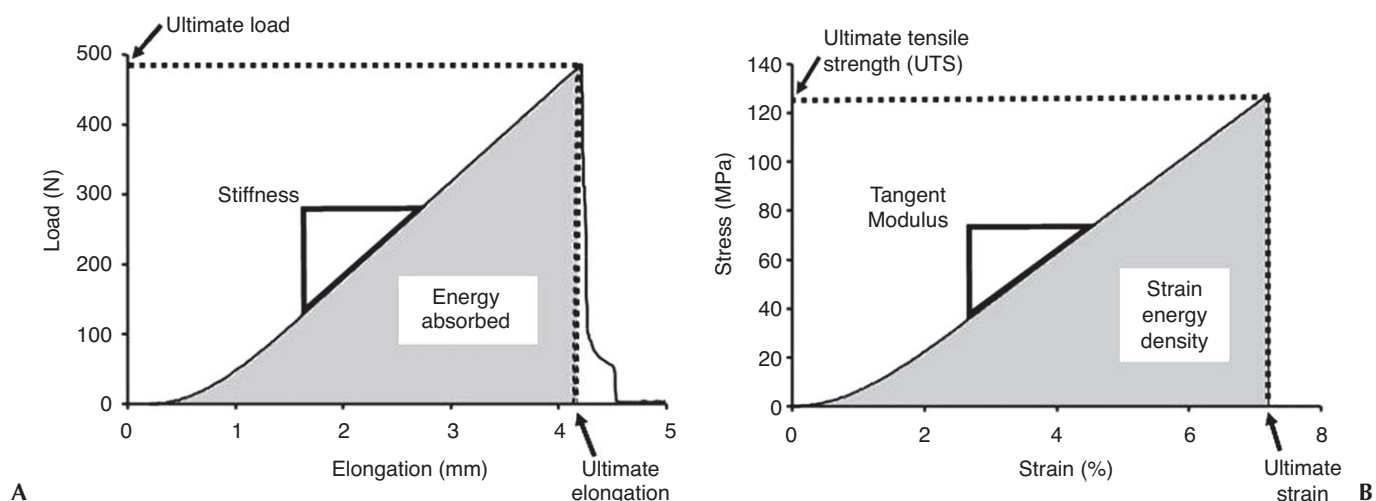 Ultimate load
500
400
300
200
100
0
Load (N)
Stiffness
Energy
absorbed
0 1 2 3 4 5
Elongation (mm)
Ultimate
elongation
A
Ultimate tensile
strength (UTS)
140
120
100
80
60
40
20
0
Stress (MPa)
Tangent
Modulus
Strain
energy
density
0 2 4 6 8
Strain (%)
Ultimate
strain
B